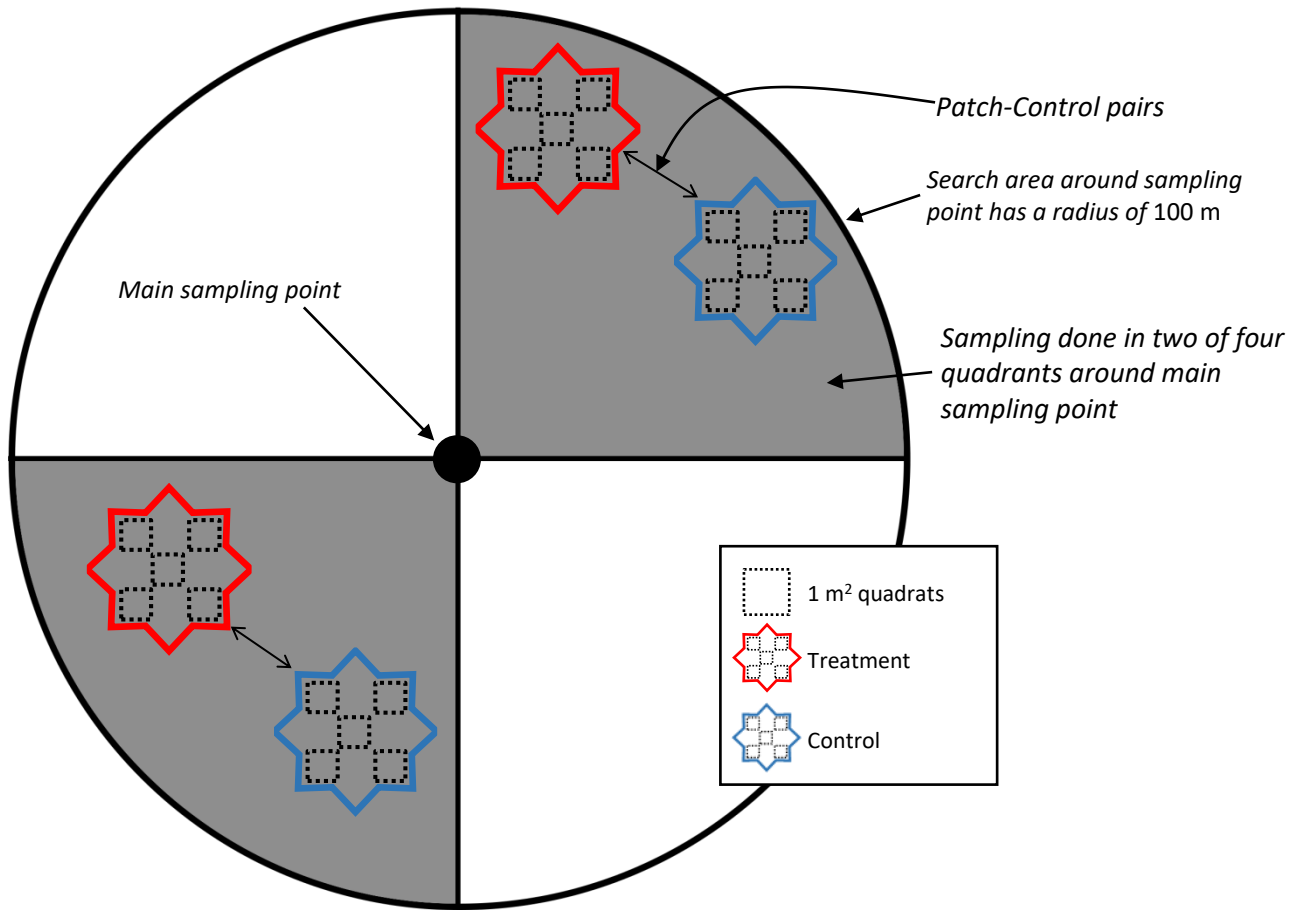 Patch-Control pairs
Search area around sampling
point has a radius of 100 m
Main sampling point
Sampling done in two of four
quadrants around main
sampling point
1 m² quadrats
Treatment
Control